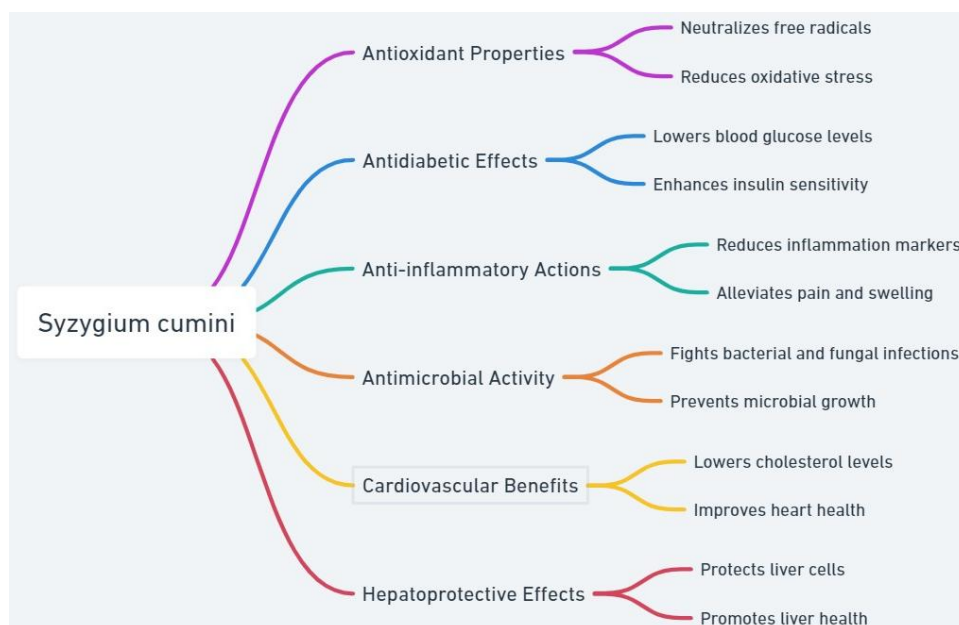 Syzygium cumini
Antioxidant Properties
Neutralizes free radicals
Reduces oxidative stress
Antidiabetic Effects
Lowers blood glucose levels
Enhances insulin sensitivity
Anti-inflammatory Actions
Reduces inflammation markers
Alleviates pain and swelling
Antimicrobial Activity
Fights bacterial and fungal infections
Prevents microbial growth
Cardiovascular Benefits
Lowers cholesterol levels
Improves heart health
Hepatoprotective Effects
Protects liver cells
Promotes liver health